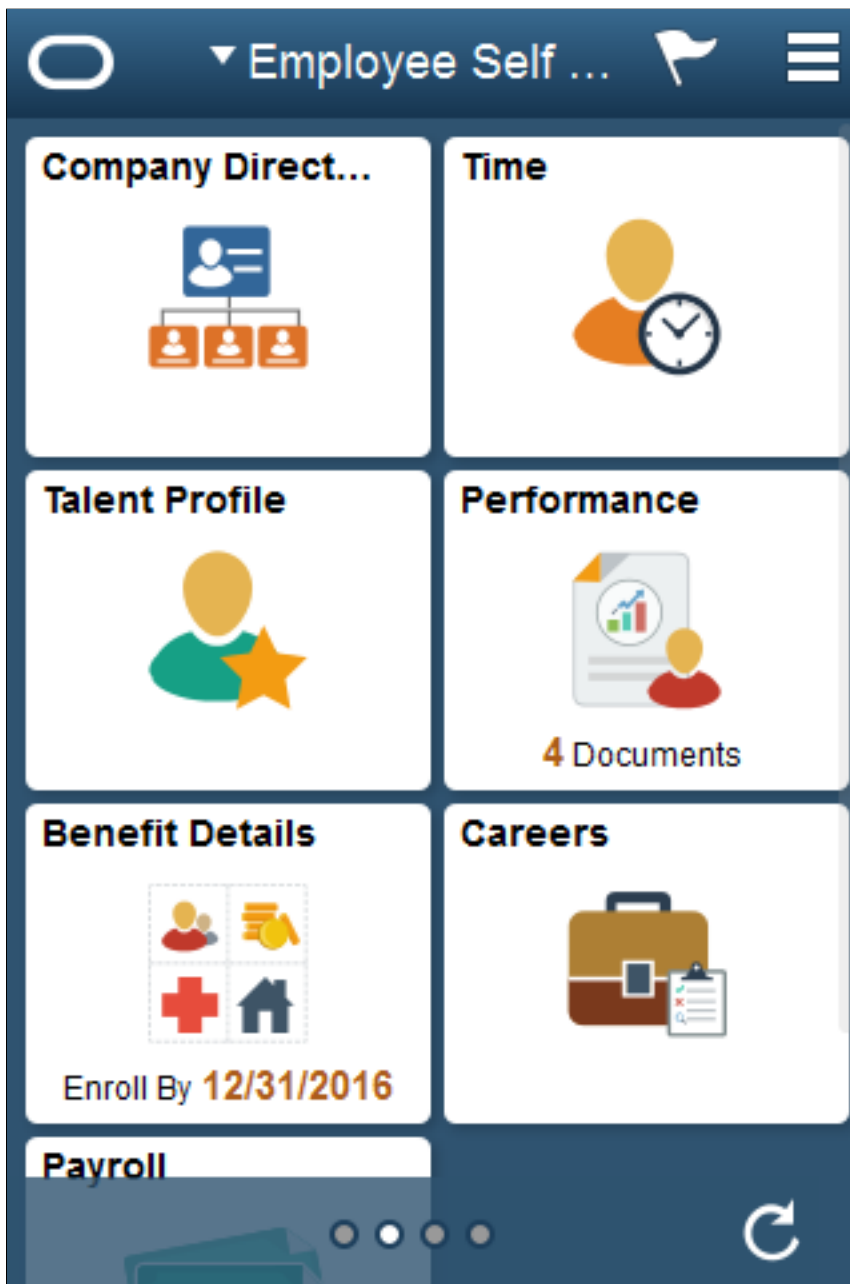 Employee Self ...
Company Direct...
Time
Talent Profile
Performance
4 Documents
Benefit Details
Careers
Enroll By 12/31/2016
Payroll